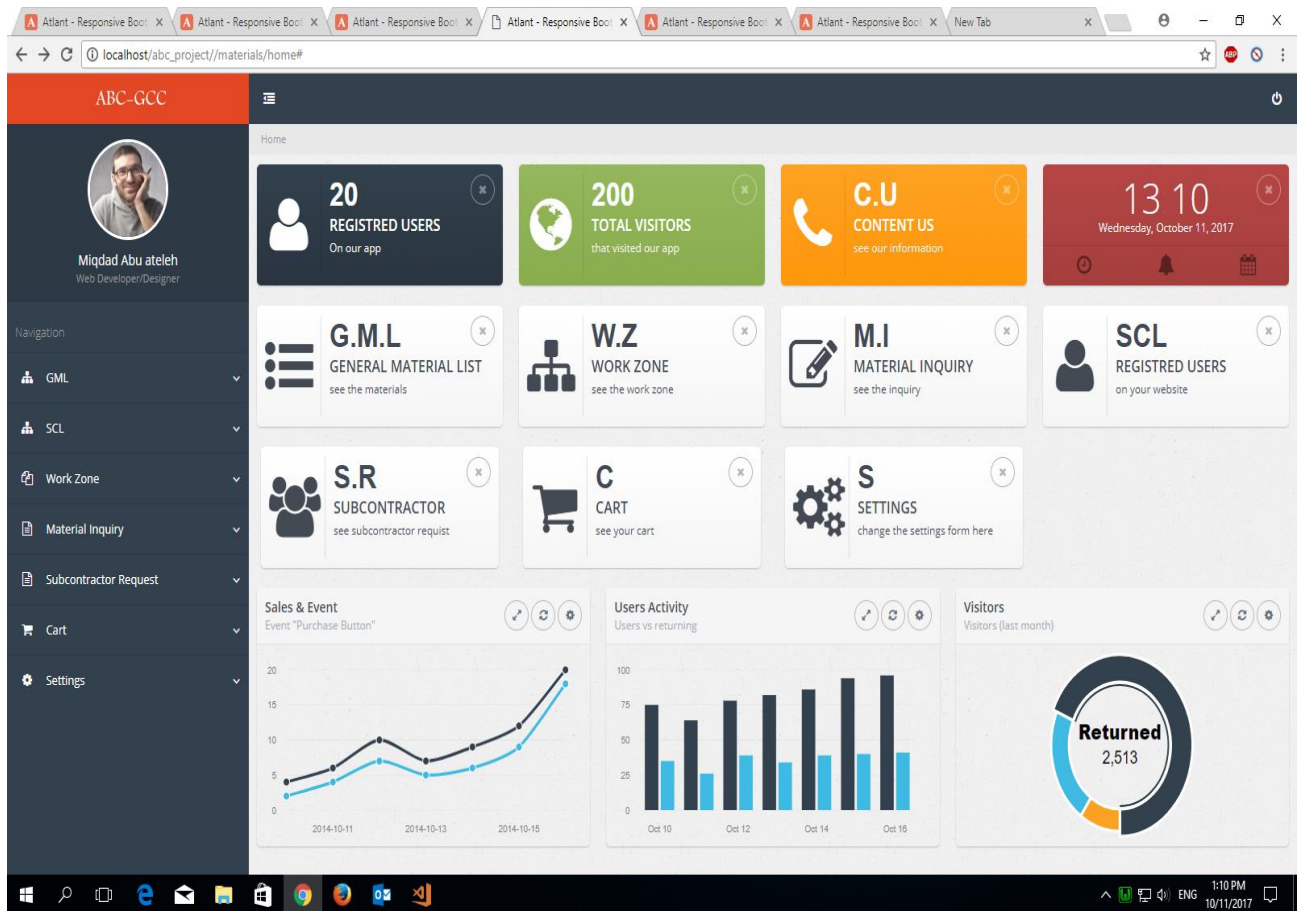 Atlant - Responsive Boot
Atlant - Responsive Boot
Atlant - Responsive Boot
Atlant - Responsive Boot
Atlant - Responsive Boot
Atlant - Responsive Boot
New Tab
localhost/abc_project//materials/home#
ABP
ABC-GCC
Miqdad Abu ateleh
Web Developer/Designer
Navigation
GML
SCL
Work Zone
Material Inquiry
Subcontractor Request
Cart
Settings
Home
20
REGISTRED USERS
On our app
200
TOTAL VISITORS
that visited our app
C.U
CONTENT US
see our information
13 10
Wednesday, October 11, 2017
G.M.L
GENERAL MATERIAL LIST
see the materials
W.Z
WORK ZONE
see the work zone
M.I
MATERIAL INQUIRY
see the inquiry
SCL
REGISTRED USERS
on your website
S.R
SUBCONTRACTOR
see subcontractor requist
C
CART
see your cart
S
SETTINGS
change the settings form here
Sales & Event
Event "Purchase Button"
20
15
10
5
0
2014-10-11 2014-10-13 2014-10-15
Users Activity
Users vs returning
100
75
50
25
0
Oct 10 Oct 12 Oct 14 Oct 16
Visitors
Visitors (last month)
Returned
2,513
ENG
1:10 PM
10/11/2017